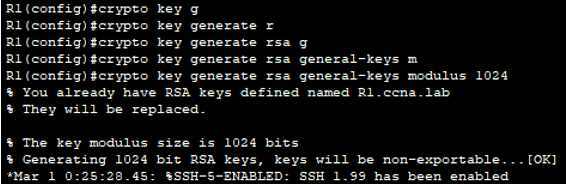 R1(config)#crypto key g
R1(config)#crypto key generate r
R1(config)#crypto key generate rsa g
R1(config)#crypto key generate rsa general-keys m
R1(config)#crypto key generate rsa general-keys modulus 1024
% You already have RSA keys defined named R1.ccna.lab
% They will be replaced.
% The key modulus size is 1024 bits
% Generating 1024 bit RSA keys, keys will be non-exportable...[OK]
*Mar 1 0:25:28.45: %SSH-5-ENABLED: SSH 1.99 has been enabled